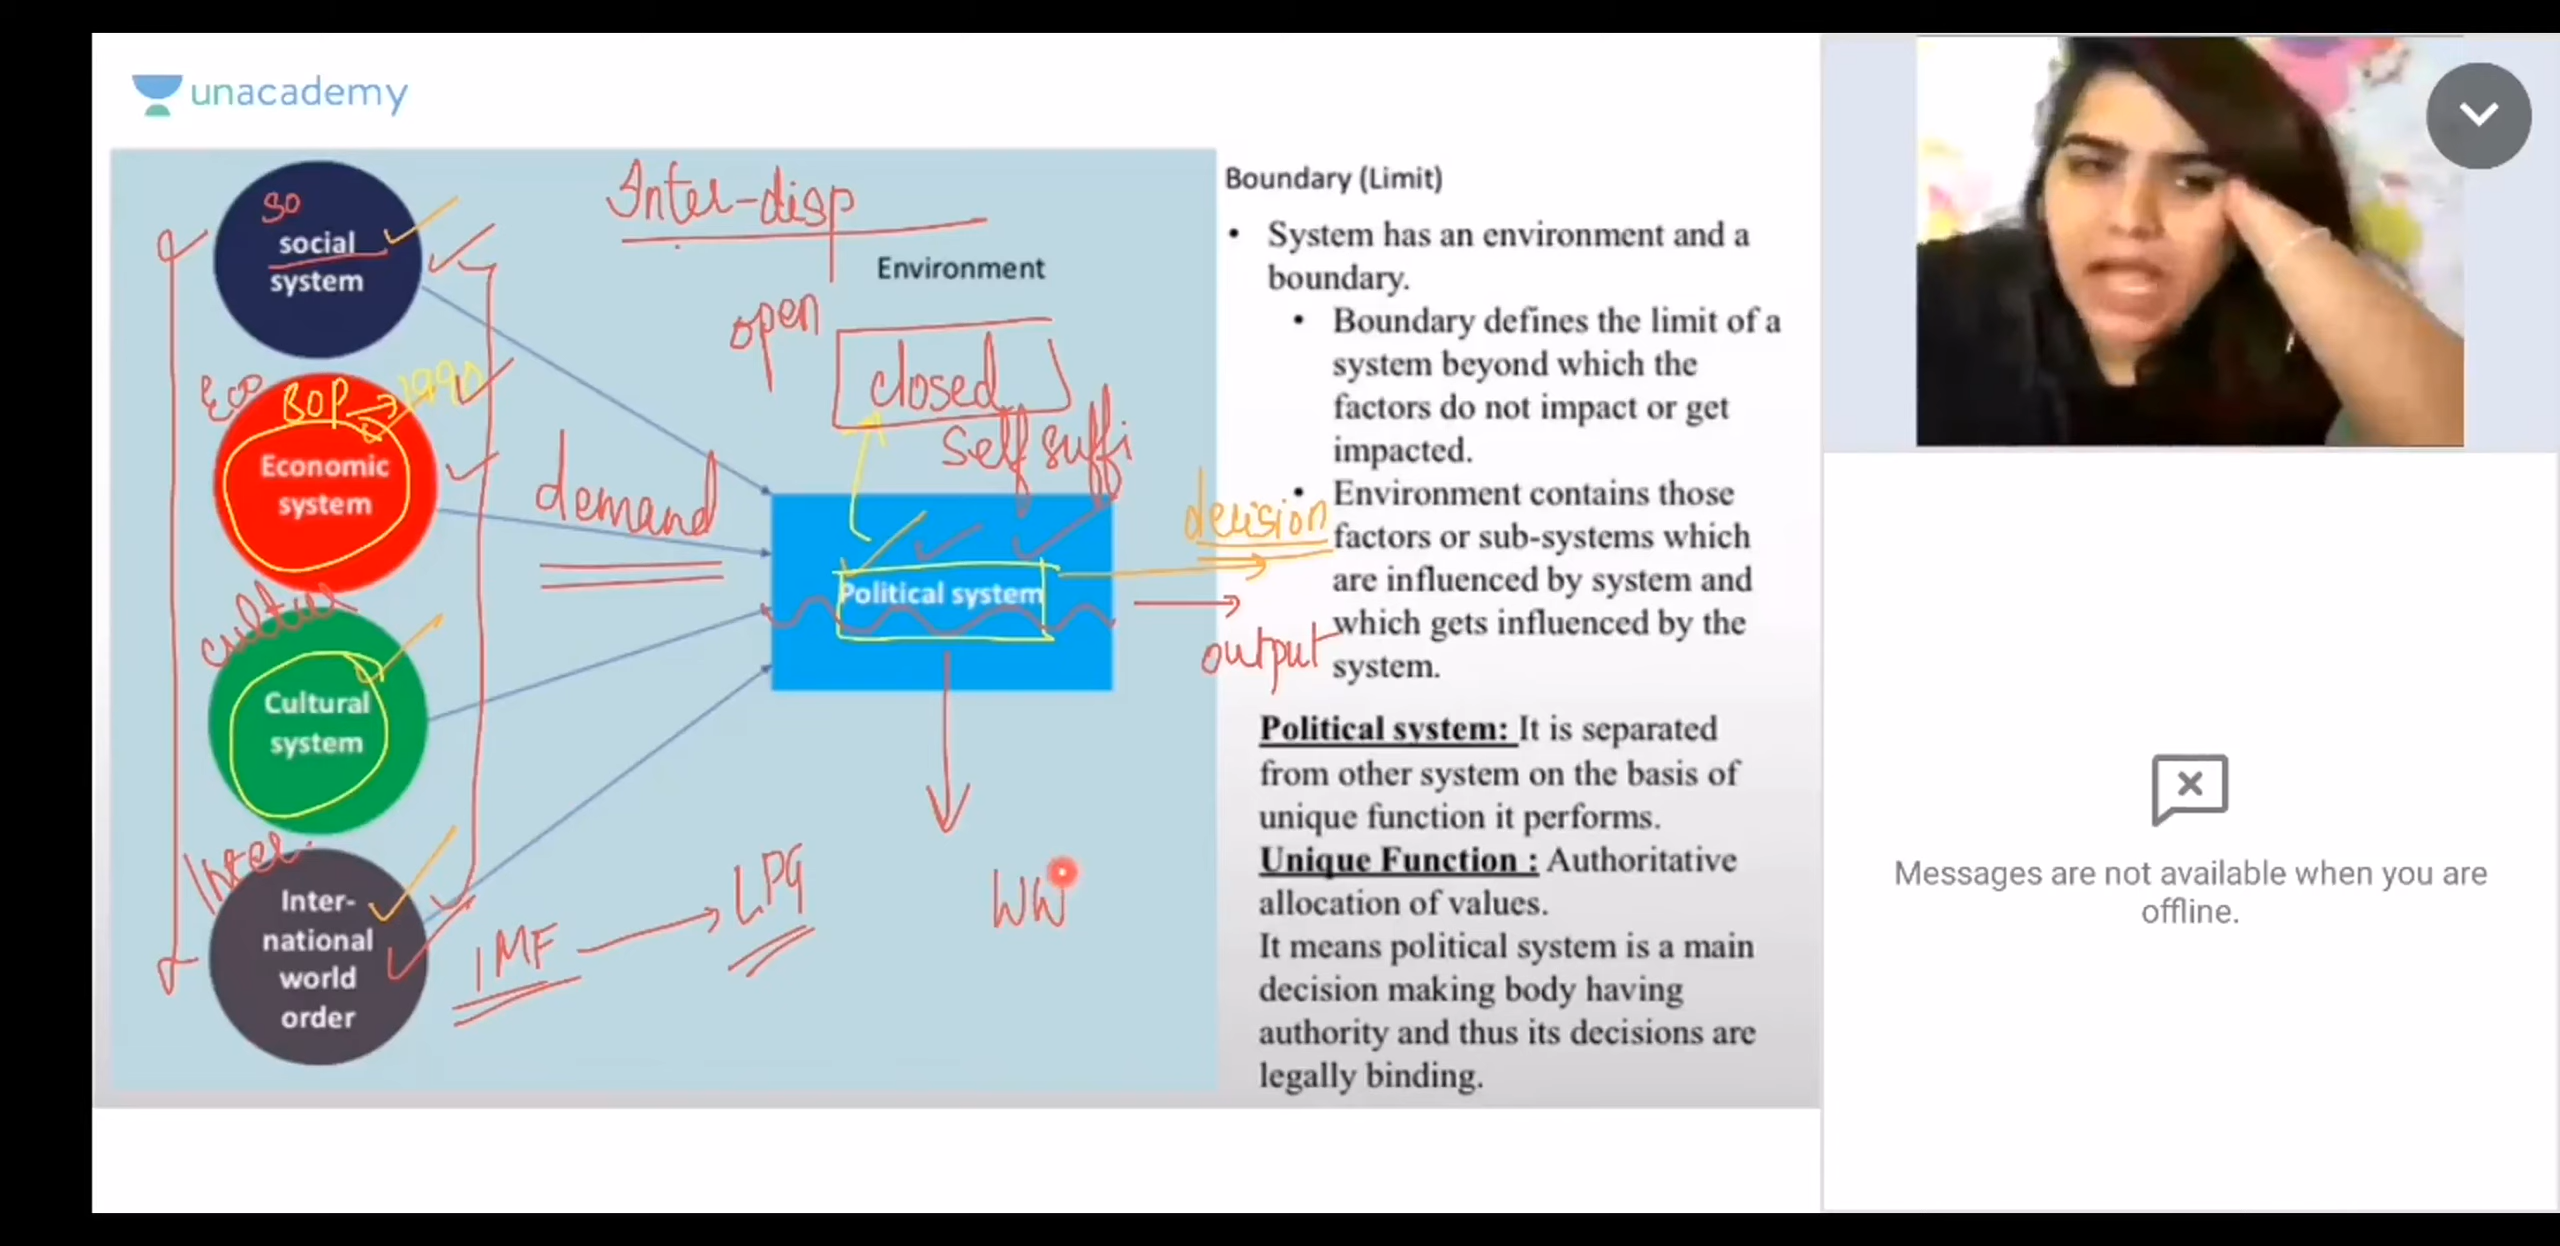 unacademy
Inter-disp
so
social
system
Environment
open
closed
self suffi
Eco
BOP → 1990
Economic
system
demand
Political system
decision
output
Cultural
system
Inter.
Inter-
national
world
order
IMF → LPG
WW
Boundary (Limit)
• System has an environment and a
boundary.
• Boundary defines the limit of a
system beyond which the
factors do not impact or get
impacted.
• Environment contains those
factors or sub-systems which
are influenced by system and
which gets influenced by the
system.
Political system: It is separated
from other system on the basis of
unique function it performs.
Unique Function : Authoritative
allocation of values.
It means political system is a main
decision making body having
authority and thus its decisions are
legally binding.
Messages are not available when you are
offline.